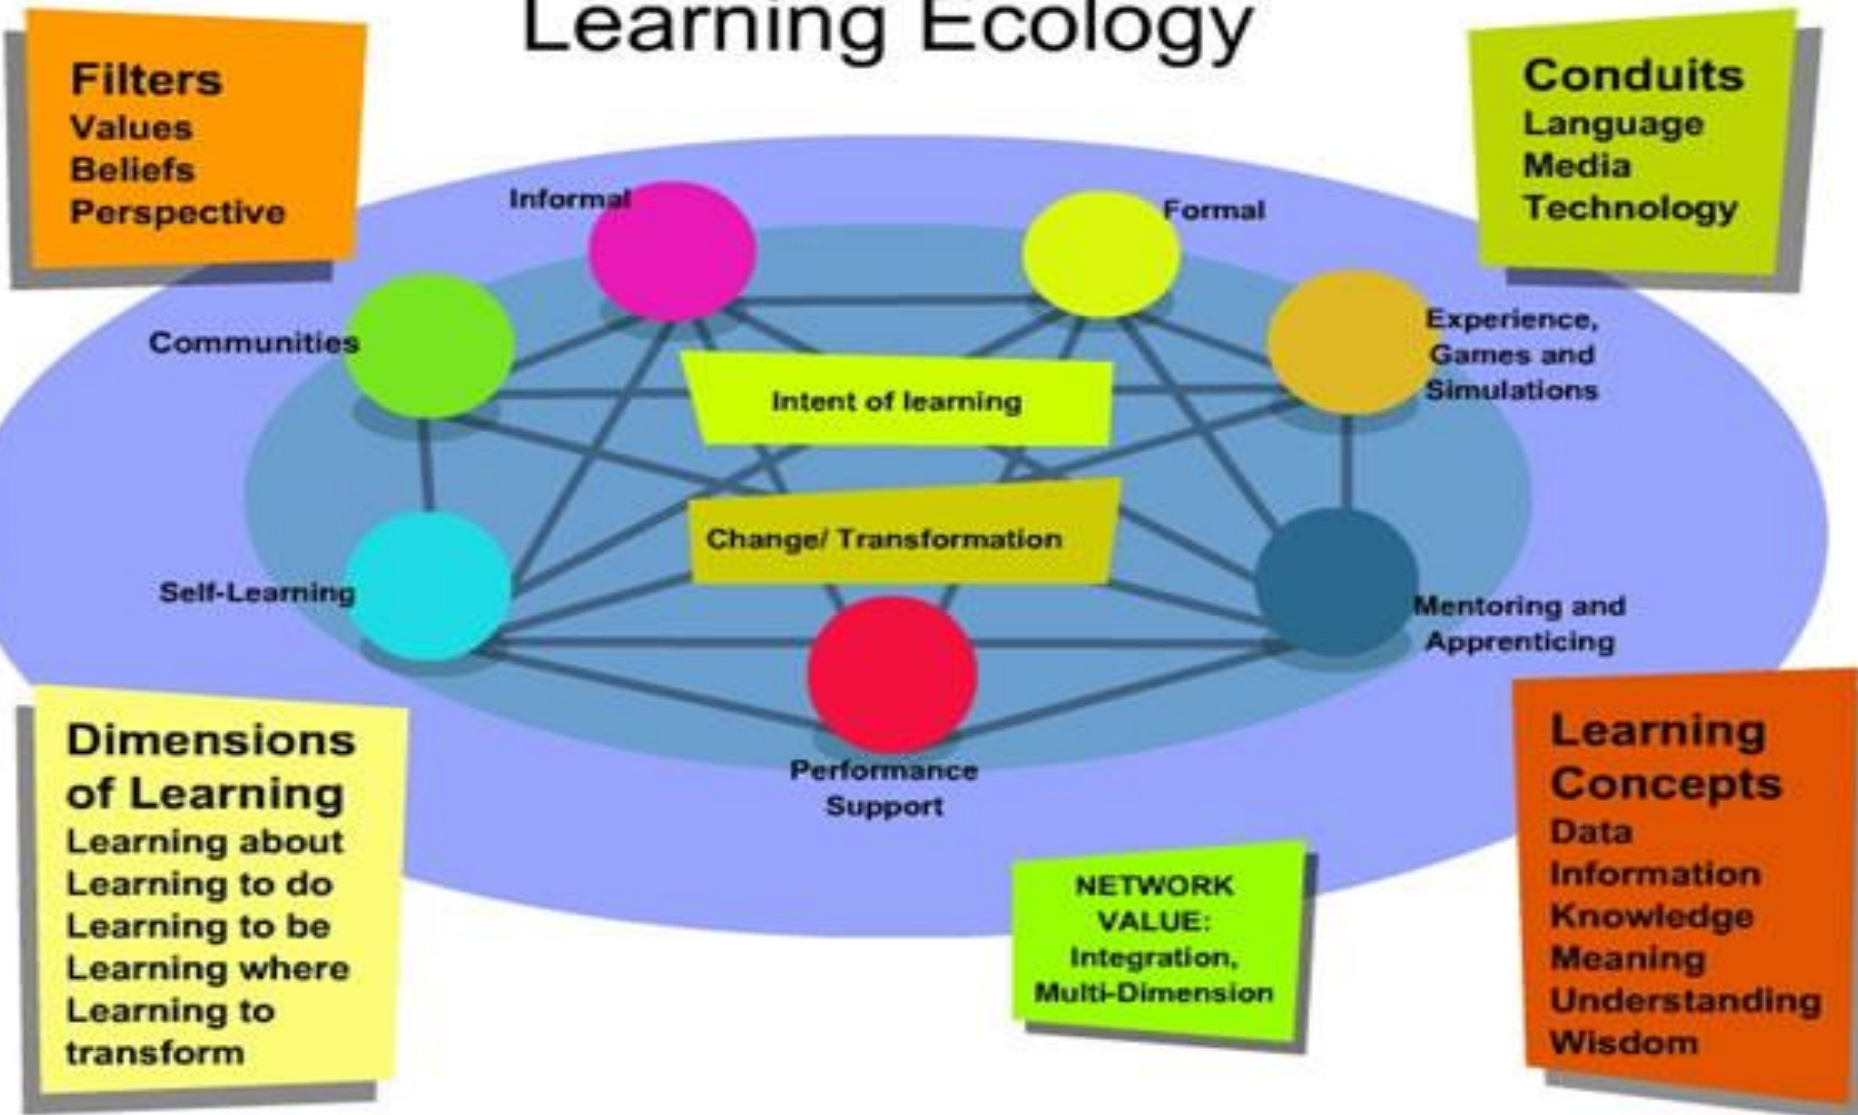 Learning Ecology
Filters
Values
Beliefs
Perspective
Conduits
Language
Media
Technology
Informal
Formal
Communities
Experience,
Games and
Simulations
Intent of learning
Change/ Transformation
Self-Learning
Mentoring and
Apprenticing
Performance
Support
Dimensions
of Learning
Learning about
Learning to do
Learning to be
Learning where
Learning to
transform
NETWORK
VALUE:
Integration,
Multi-Dimension
Learning
Concepts
Data
Information
Knowledge
Meaning
Understanding
Wisdom